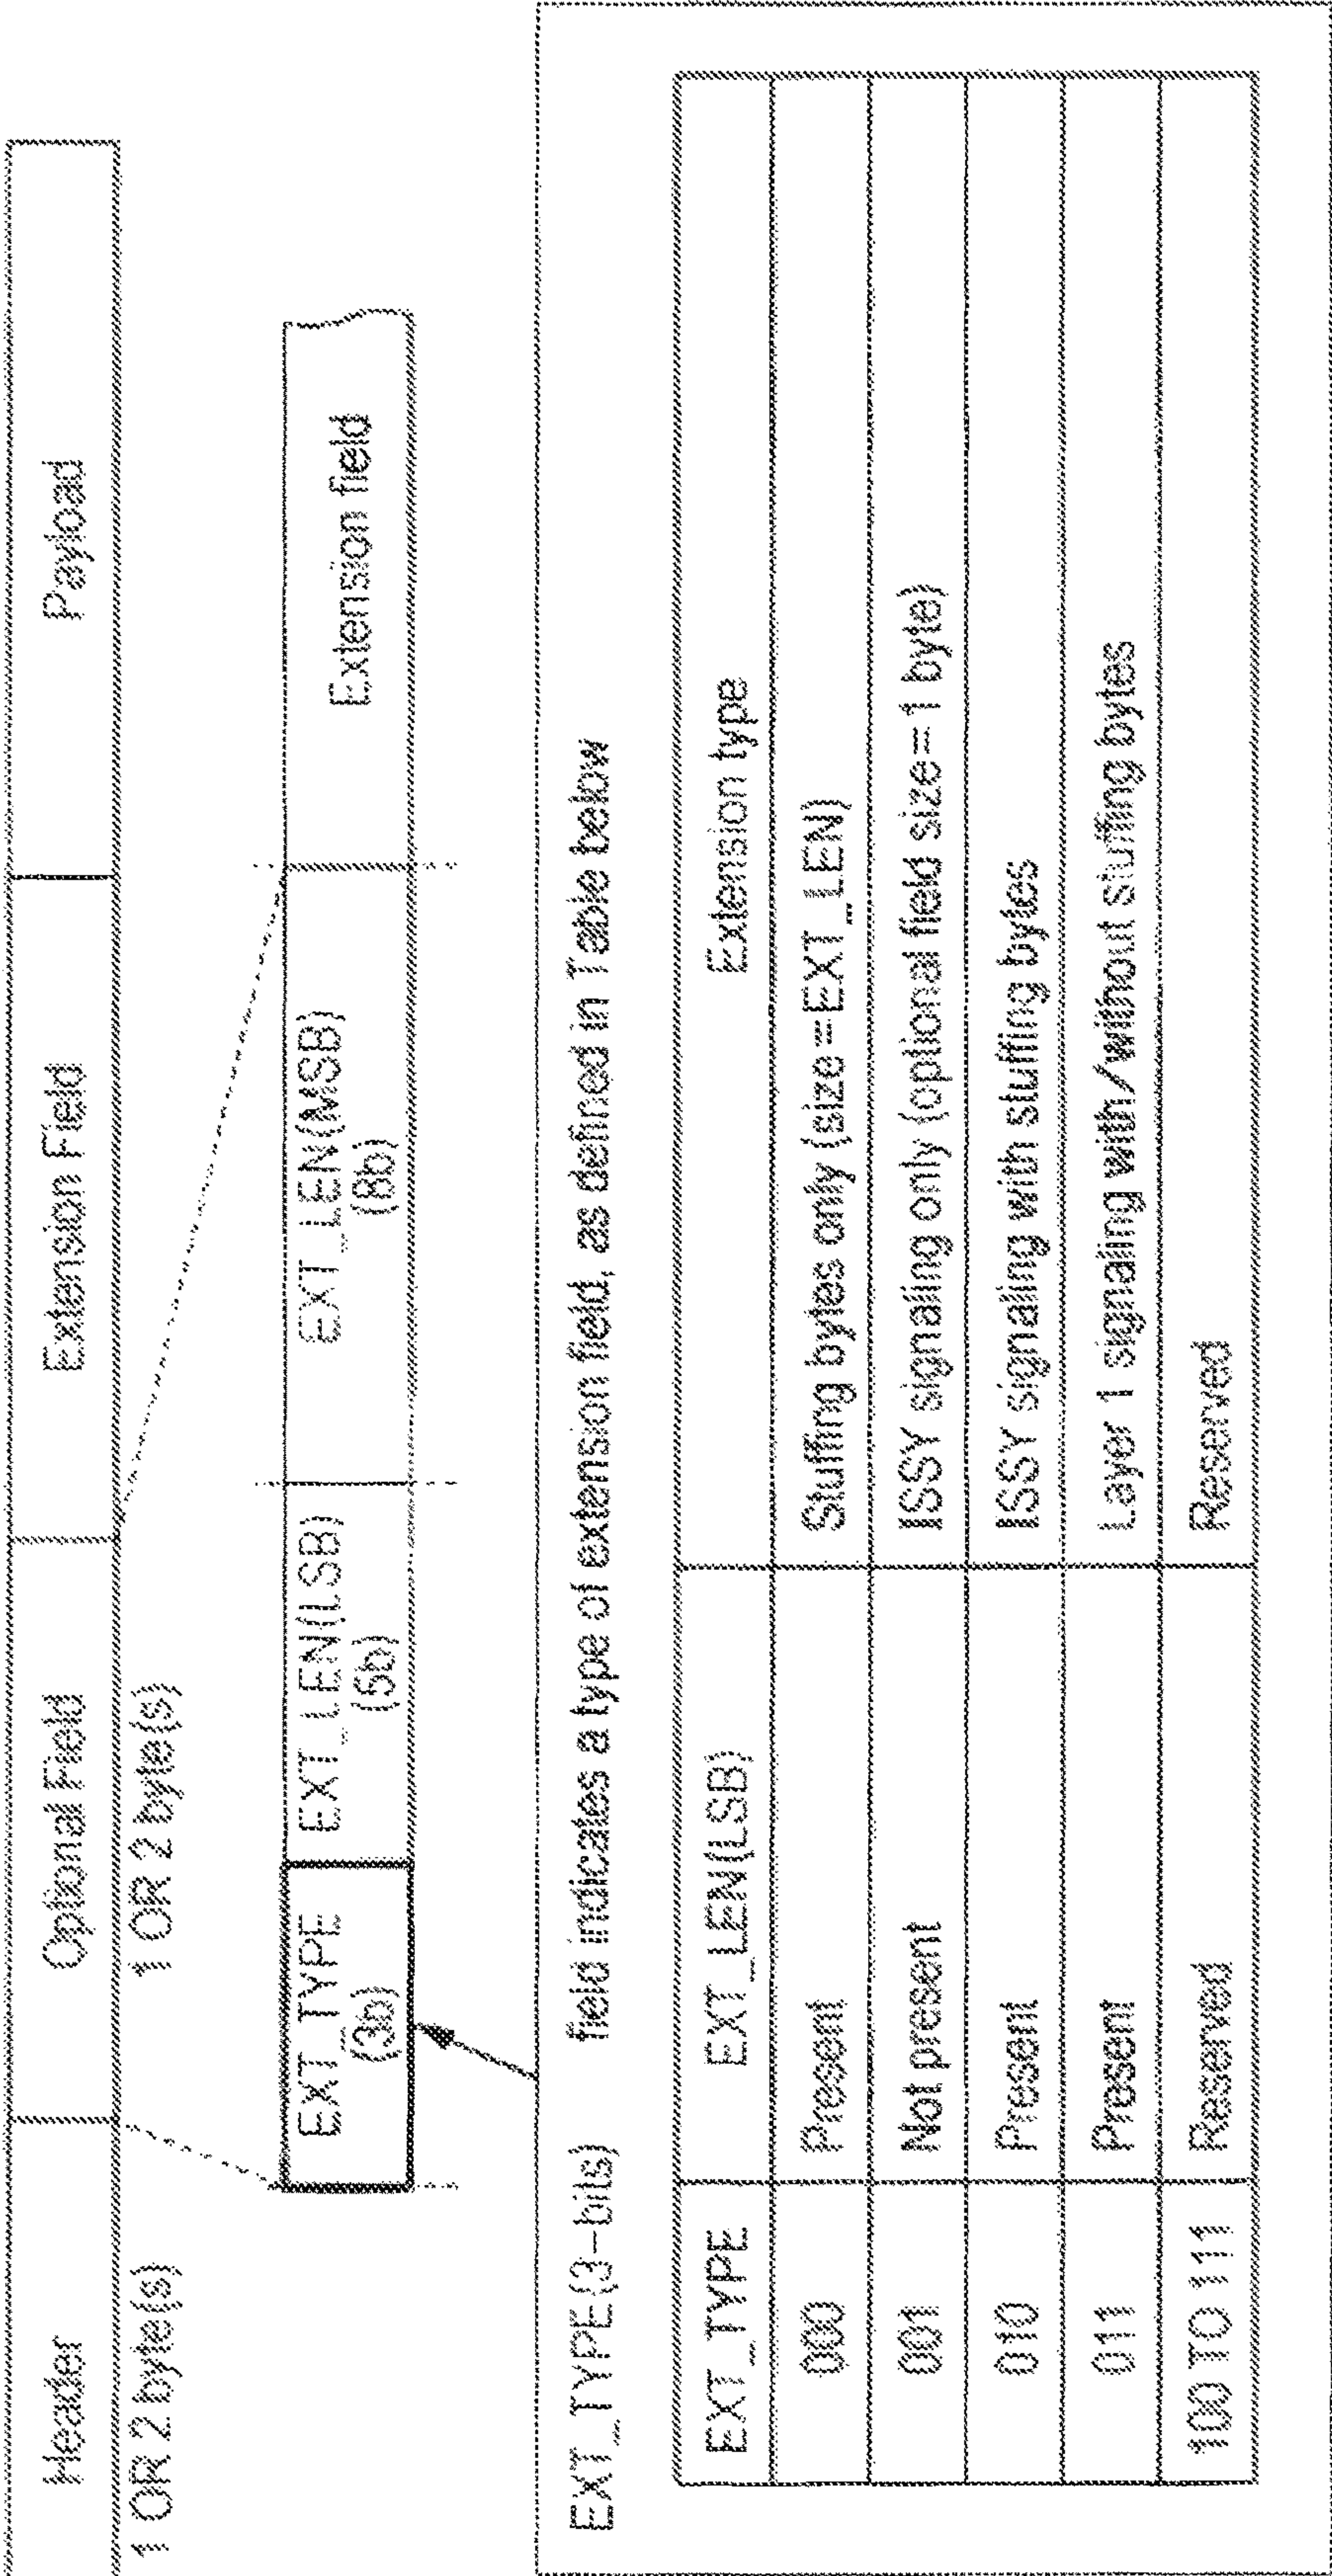 Header
Optional Field
Extension Field
Payload
1 OR 2 byte(s)
1 OR 2 byte(s)
EXT_TYPE
(3b)
EXT_LEN(LSB)
(5b)
EXT_LEN(MSB)
(8b)
Extension field
EXT_TYPE(3-bits) field indicates a type of extension field, as defined in Table below
EXT_TYPE EXT_LEN(LSB) Extension type
000 Present Stuffing bytes only (size=EXT_LEN)
001 Not present ISSY signaling only (optional field size=1 byte)
010 Present ISSY signaling with stuffing bytes
011 Present Layer 1 signaling with/without stuffing bytes
100 TO 111 Reserved Reserved